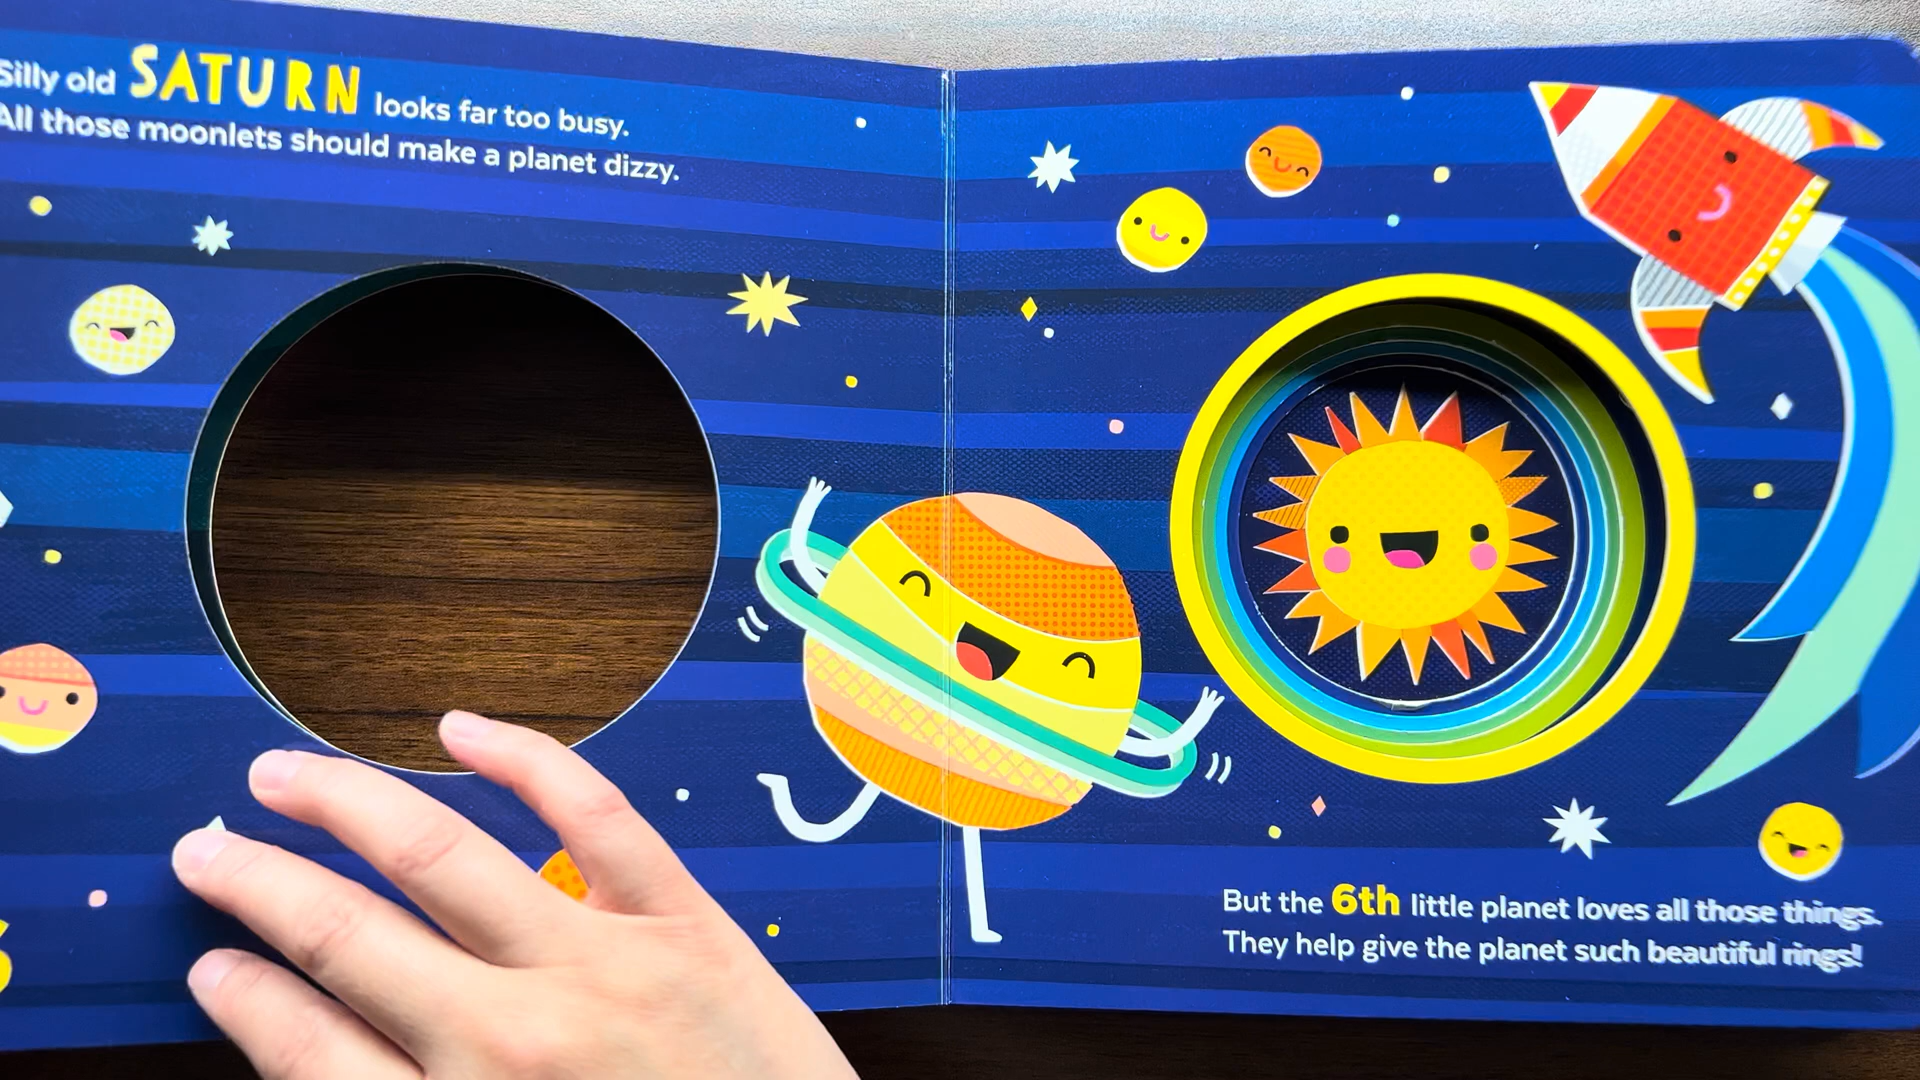 Silly old SATURN looks far too busy.
All those moonlets should make a planet dizzy.
But the 6th little planet loves all those things.
They help give the planet such beautiful rings!